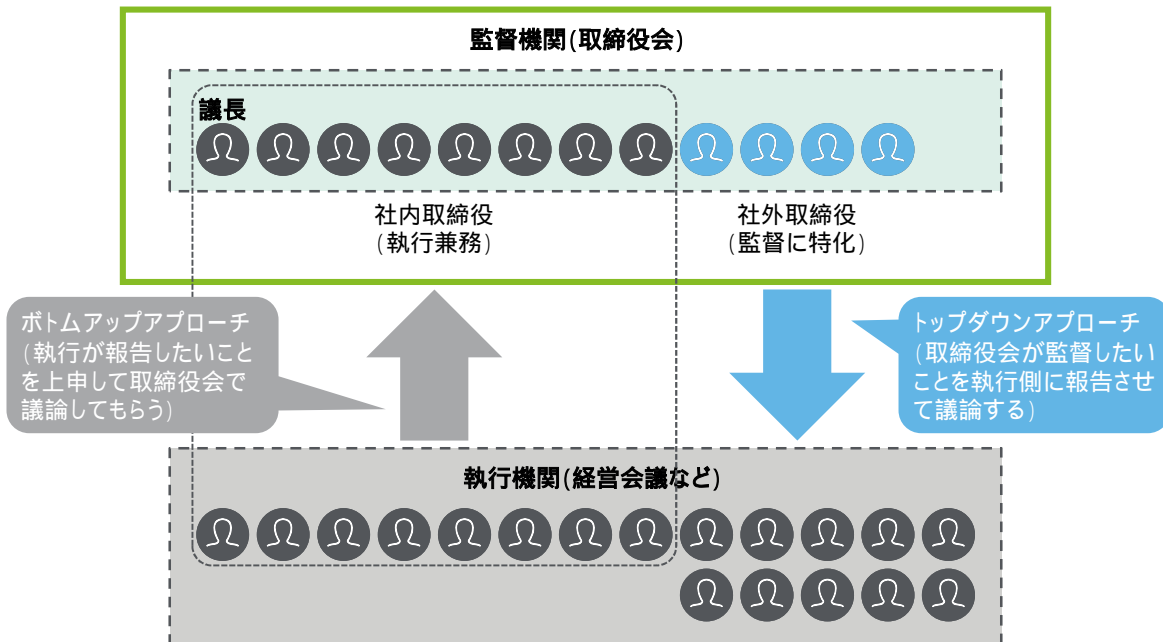 監督機関(取締役会)
議長
社内取締役
(執行兼務)
社外取締役
(監督に特化)
ボトムアップアプローチ
(執行が報告したいこと
を上申して取締役会で
議論してもらう)
トップダウンアプローチ
(取締役会が監督したい
ことを執行側に報告させ
て議論する)
執行機関(経営会議など)